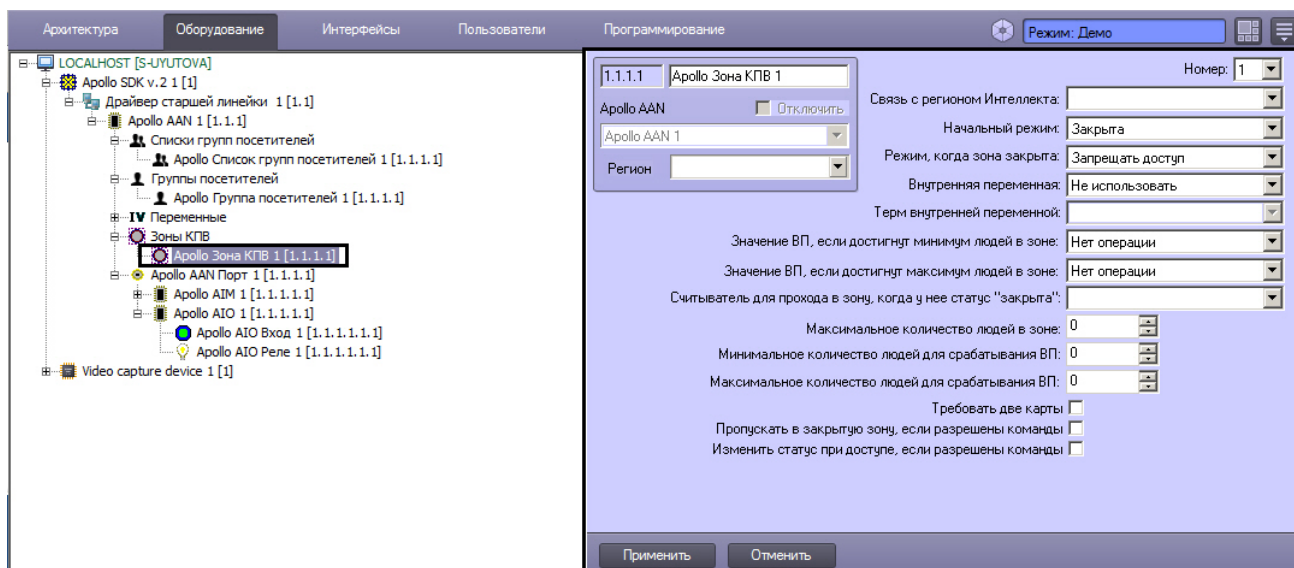 Архитектура Оборудование Интерфейсы Пользователи Программирование Режим: Демо
LOCALHOST [S-UYUTOVA]
Apollo SDK v.2 1 [1]
Драйвер старшей линейки 1 [1.1]
Apollo AAN 1 [1.1.1]
Списки групп посетителей
Apollo Список групп посетителей 1 [1.1.1.1]
Группы посетителей
Apollo Группа посетителей 1 [1.1.1.1]
IV Переменные
Зоны КПВ
Apollo Зона КПВ 1 [1.1.1.1]
Apollo AAN Порт 1 [1.1.1.1]
Apollo AIM 1 [1.1.1.1.1]
Apollo AIO 1 [1.1.1.1.1]
Apollo AIO Вход 1 [1.1.1.1.1.1]
Apollo AIO Реле 1 [1.1.1.1.1.1]
Video capture device 1 [1]
1.1.1.1 Apollo Зона КПВ 1
Apollo AAN Отключить
Apollo AAN 1
Регион
Номер: 1
Связь с регионом Интеллекта:
Начальный режим: Закрыта
Режим, когда зона закрыта: Запрещать доступ
Внутренняя переменная: Не использовать
Терм внутренней переменной:
Значение ВП, если достигнут минимум людей в зоне: Нет операции
Значение ВП, если достигнут максимум людей в зоне: Нет операции
Считыватель для прохода в зону, когда у нее статус "закрыта":
Максимальное количество людей в зоне: 0
Минимальное количество людей для срабатывания ВП: 0
Максимальное количество людей для срабатывания ВП: 0
Требовать две карты
Пропускать в закрытую зону, если разрешены команды
Изменить статус при доступе, если разрешены команды
Применить Отменить